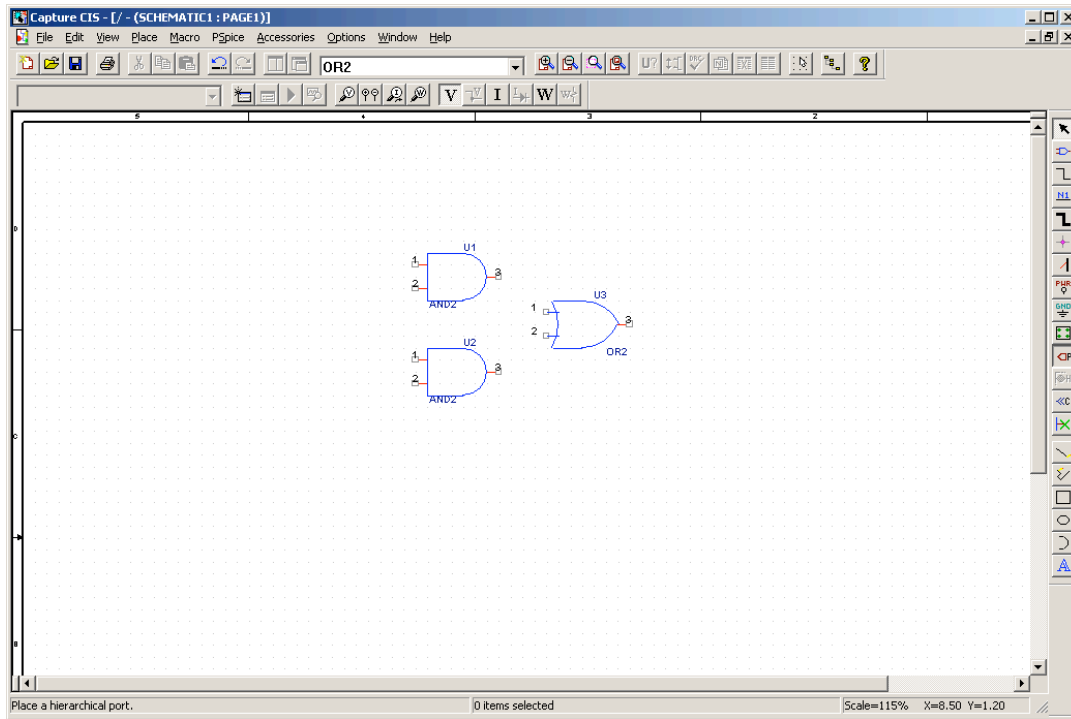 Capture CIS - [/ - (SCHEMATIC1 : PAGE1)]
File Edit View Place Macro PSpice Accessories Options Window Help
OR2 U? DRC ?
V V I I W W
5 4 3 2
D
C
B
U1
1
2
3
AND2
U3
1
2
3
OR2
U2
1
2
3
AND2
N1
PWR
GND
P
H
«C
A
Place a hierarchical port. 0 items selected Scale=115% X=8.50 Y=1.20